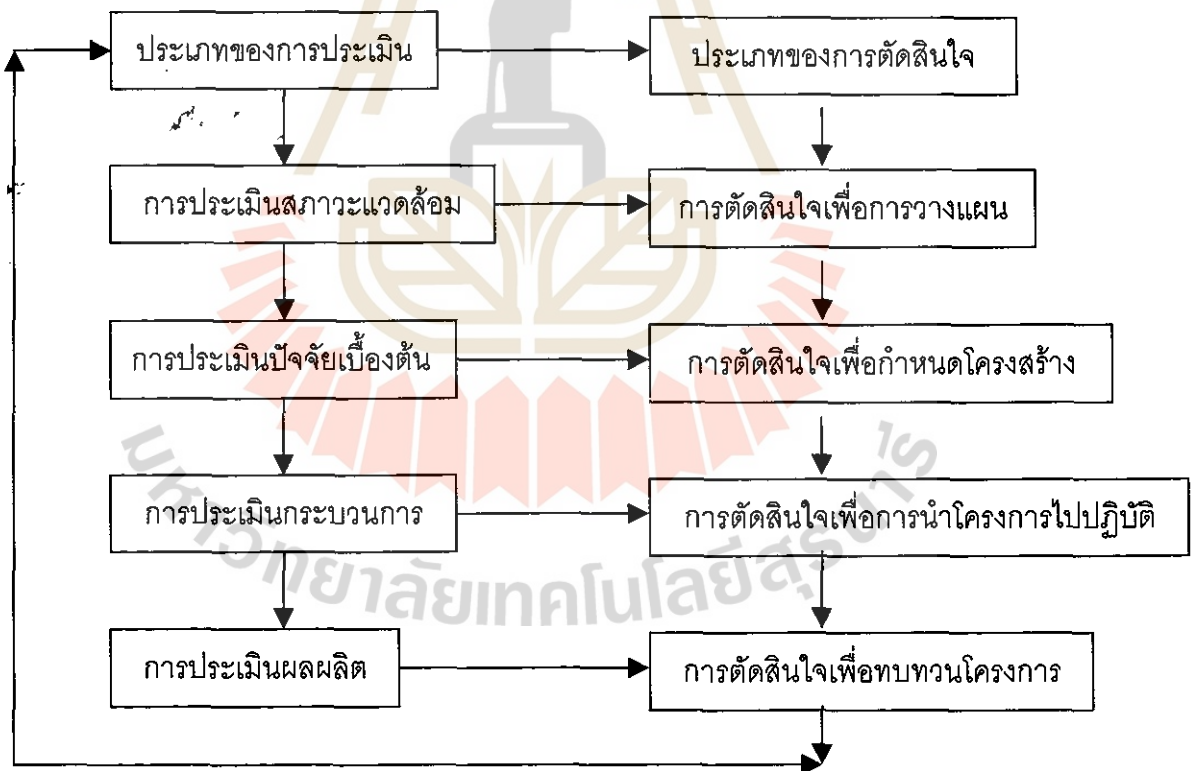 ประเภทของการประเมิน
ประเภทของการตัดสินใจ
การประเมินสภาวะแวดล้อม
การตัดสินใจเพื่อการวางแผน
การประเมินปัจจัยเบื้องต้น
การตัดสินใจเพื่อกำหนดโครงสร้าง
การประเมินกระบวนการ
การตัดสินใจเพื่อการนำโครงการไปปฏิบัติ
การประเมินผลผลิต
การตัดสินใจเพื่อทบทวนโครงการ
มหาวิทยาลัยเทคโนโลยีสุรนารี